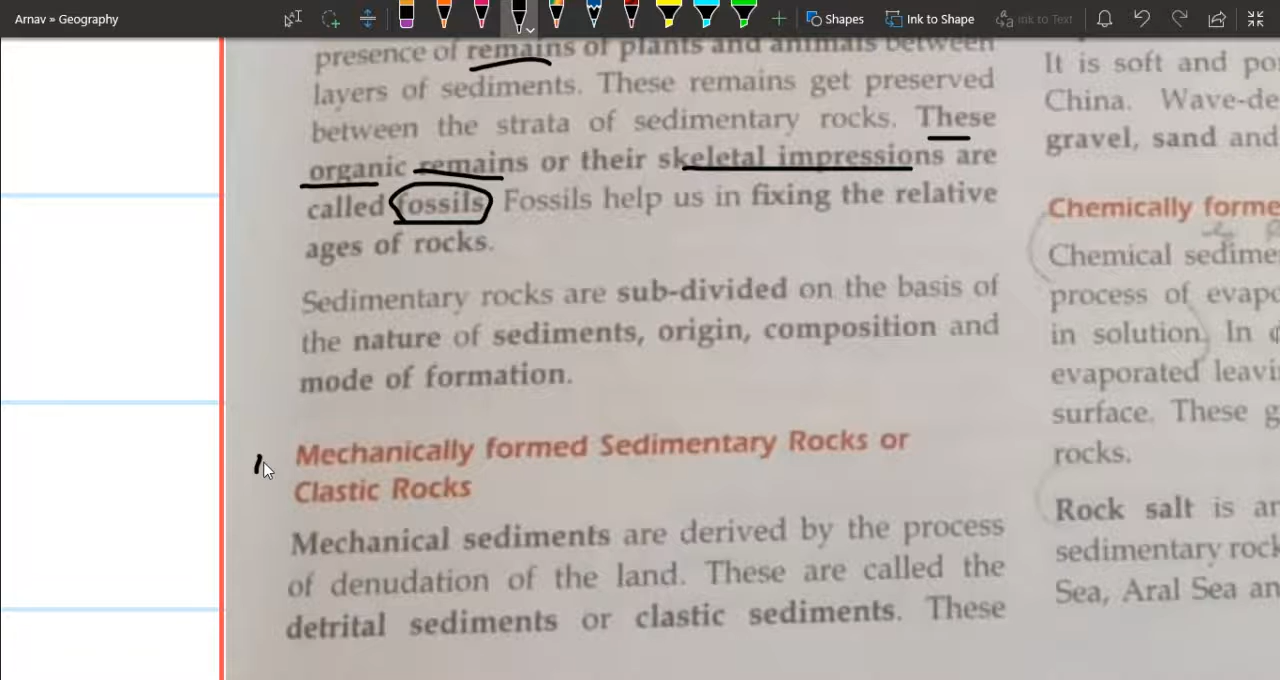 Arnav » Geography
Shapes
Ink to Shape
Ink to Text
presence of remains of plants and animals between
layers of sediments. These remains get preserved
between the strata of sedimentary rocks. These
organic remains or their skeletal impressions are
called fossils. Fossils help us in fixing the relative
ages of rocks.
Sedimentary rocks are sub-divided on the basis of
the nature of sediments, origin, composition and
mode of formation.
Mechanically formed Sedimentary Rocks or
Clastic Rocks
Mechanical sediments are derived by the process
of denudation of the land. These are called the
detrital sediments or clastic sediments. These
It is soft and po
China. Wave-de
gravel, sand and
Chemically forme
Chemical sedime
process of evapo
in solution. In
evaporated leavi
surface. These g
rocks.
Rock salt is an
sedimentary rock
Sea, Aral Sea an